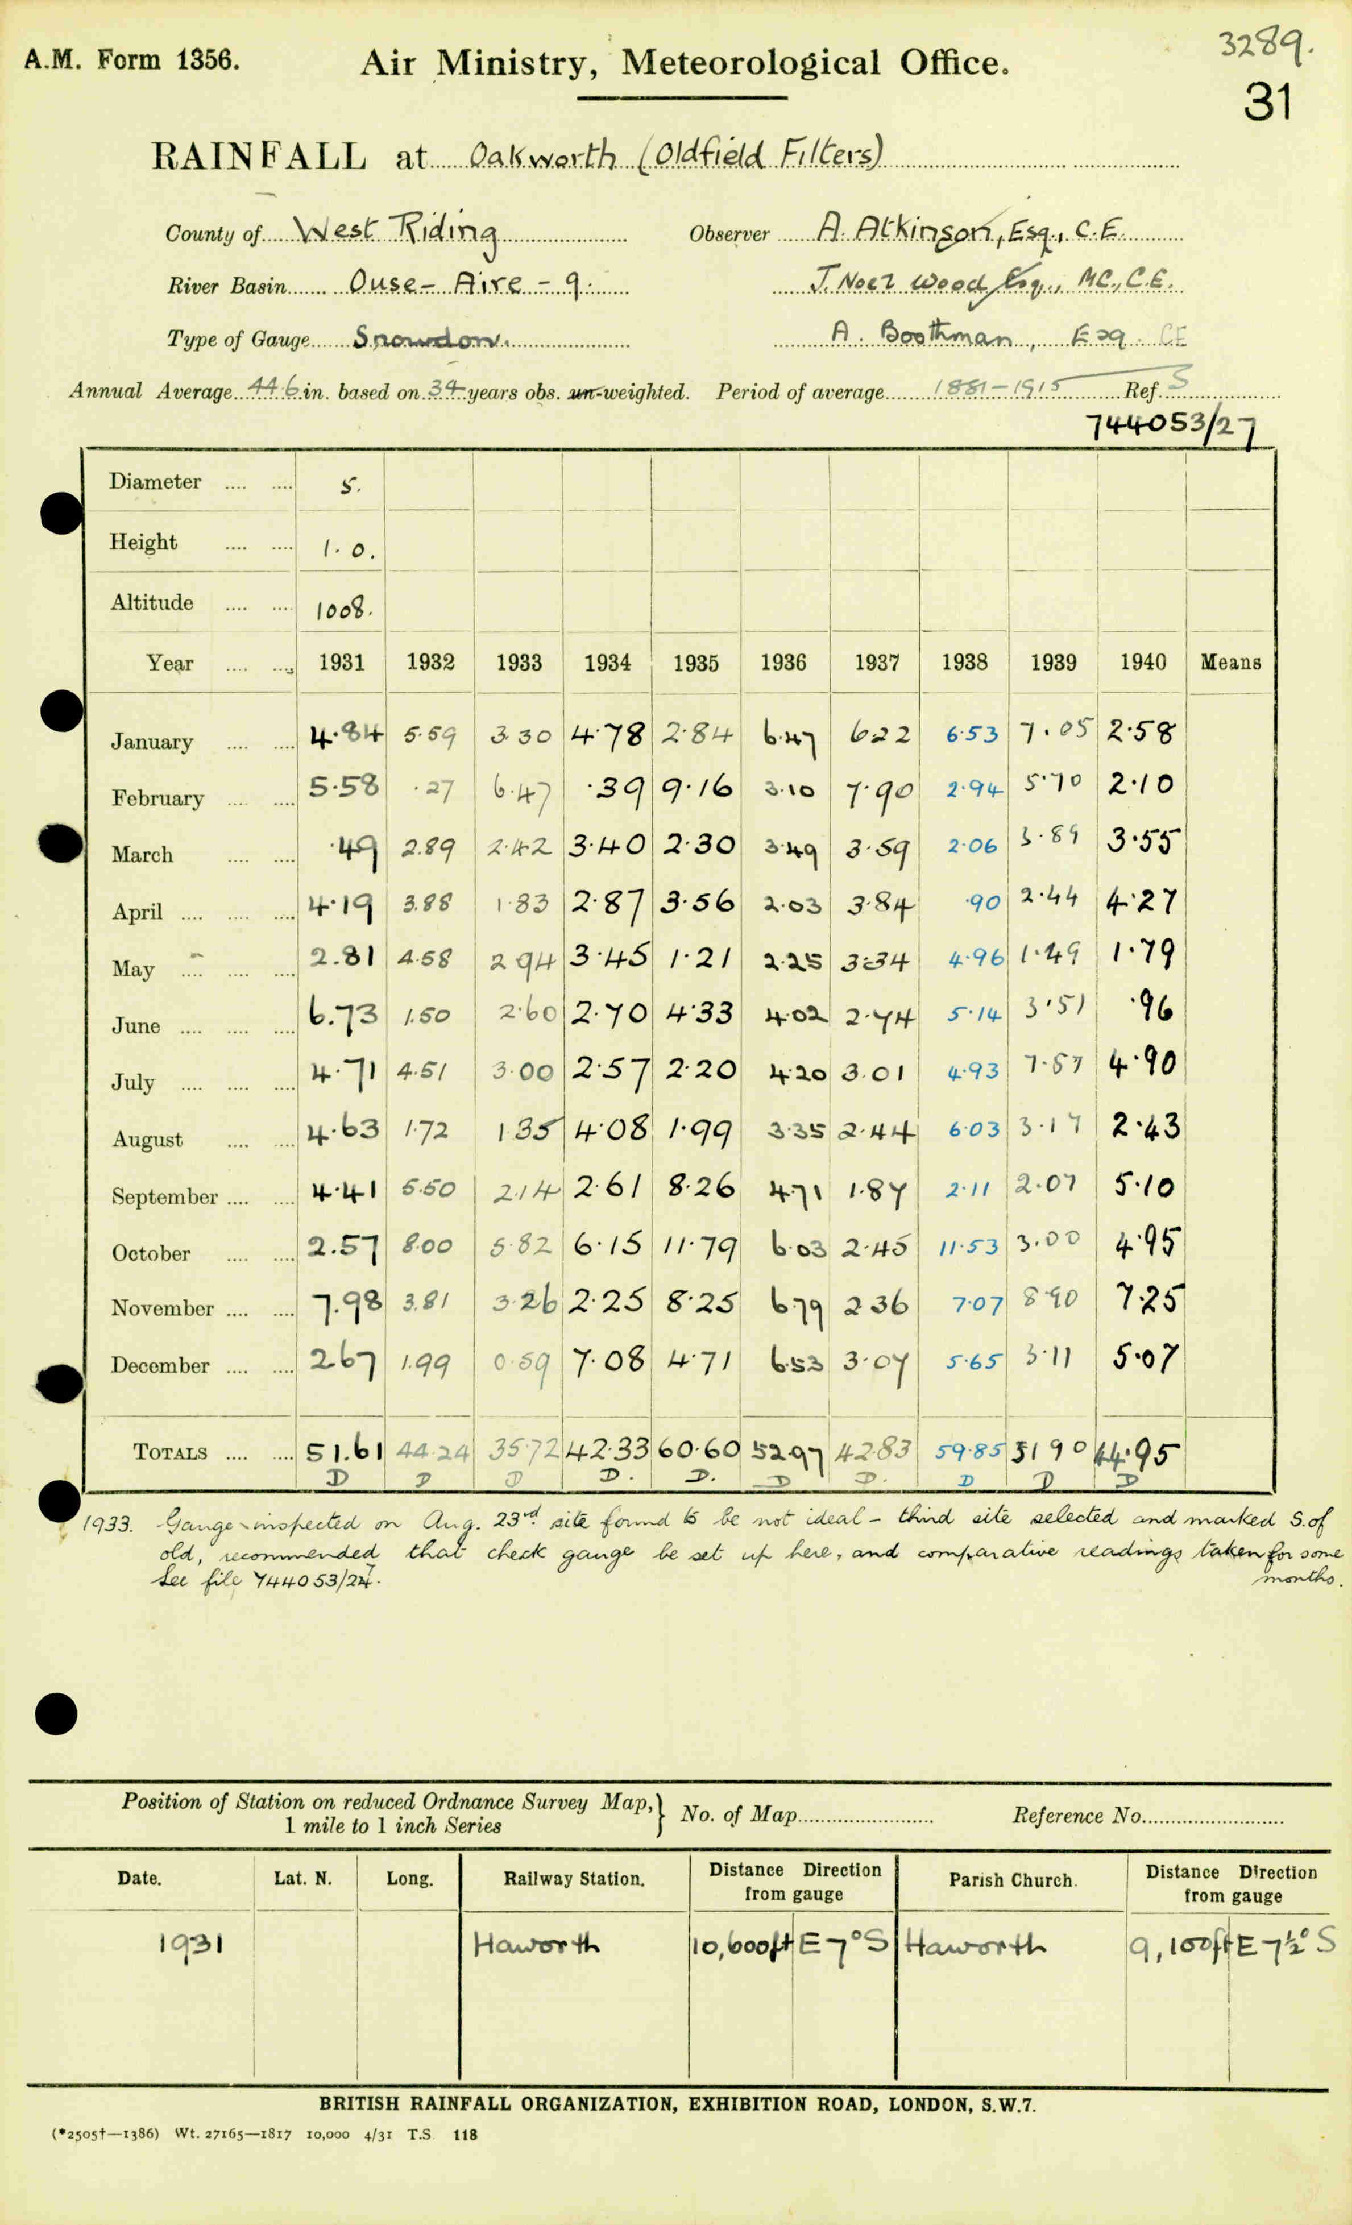 A.M. Form 1356.
Air Ministry, Meteorological Office.
3289.
31
RAINFALL at Oakworth (Oldfield Filters)
County of West Riding Observer A. Atkinson, Esq., C.E.
River Basin Ouse – Aire – 9. J. Noel Wood Esq., MC., C.E.
Type of Gauge Snowdon. A. Boothman, Esq. CE
Annual Average 44.6 in. based on 34 years obs. un-weighted. Period of average 1881–1915 Ref. S
744053/27
Diameter .... .... 5.
Height .... .... 1. 0.
Altitude .... .... 1008.
Year .... .... 1931 1932 1933 1934 1935 1936 1937 1938 1939 1940 Means
January .... .... 4.84 5.59 3.30 4.78 2.84 6.47 6.22 6.53 7.05 2.58
February .... .... 5.58 .27 6.47 .39 9.16 3.10 7.90 2.94 5.70 2.10
March .... .... .49 2.89 2.42 3.40 2.30 3.49 3.59 2.06 3.89 3.55
April .... .... .... 4.19 3.88 1.83 2.87 3.56 2.03 3.84 .90 2.44 4.27
May .... .... .... 2.81 4.58 2.94 3.45 1.21 2.25 3.34 4.96 1.49 1.79
June .... .... .... 6.73 1.50 2.60 2.70 4.33 4.02 2.74 5.14 3.51 .96
July .... .... .... 4.71 4.51 3.00 2.57 2.20 4.20 3.01 4.93 7.57 4.90
August .... .... 4.63 1.72 1.35 4.08 1.99 3.35 2.44 6.03 3.17 2.43
September .... .... 4.41 5.50 2.14 2.61 8.26 4.71 1.87 2.11 2.07 5.10
October .... .... 2.57 8.00 5.82 6.15 11.79 6.03 2.45 11.53 3.00 4.95
November .... .... 7.98 3.81 3.26 2.25 8.25 6.79 2.36 7.07 8.90 7.25
December .... .... 2.67 1.99 0.59 7.08 4.71 6.53 3.07 5.65 3.11 5.07
TOTALS .... .... 51.61 44.24 35.72 42.33 60.60 52.97 42.83 59.85 51.90 44.95
D D D D. D. D D. D D D
1933. Gauge inspected on Aug. 23rd site found to be not ideal – third site selected and marked S. of
old, recommended that check gauge be set up here, and comparative readings taken for some
months.
See file 744053/27.
Position of Station on reduced Ordnance Survey Map, } No. of Map Reference No.
1 mile to 1 inch Series
Date. Lat. N. Long. Railway Station. Distance Direction from gauge Parish Church. Distance Direction from gauge
1931 Haworth 10,600ft E 7° S Haworth 9,100ft E 7½° S
BRITISH RAINFALL ORGANIZATION, EXHIBITION ROAD, LONDON, S.W.7.
(*2505†—1386) Wt. 27165—1817 10,000 4/31 T.S. 118